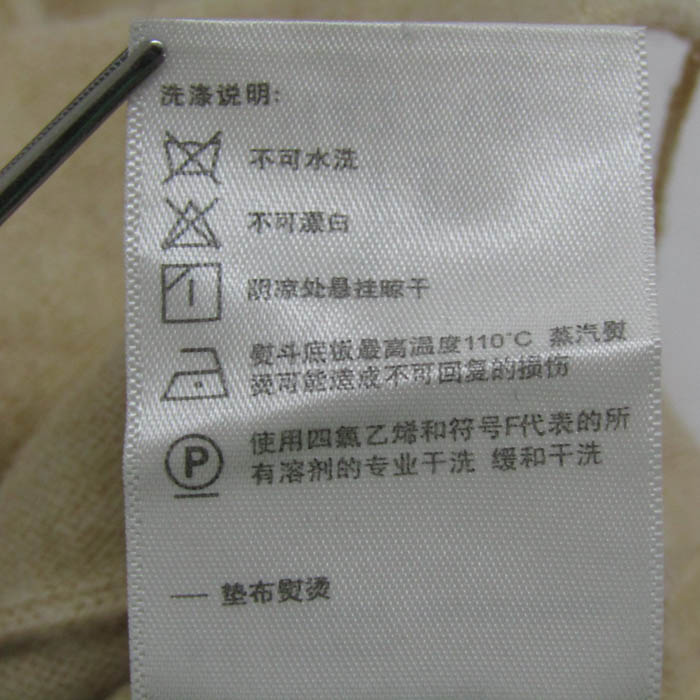 洗涤说明:
不可水洗
不可漂白
阴凉处悬挂晾干
熨斗底板最高温度110°C 蒸汽熨
烫可能造成不可回复的损伤
P
使用四氯乙烯和符号F代表的所
有溶剂的专业干洗 缓和干洗
— 垫布熨烫